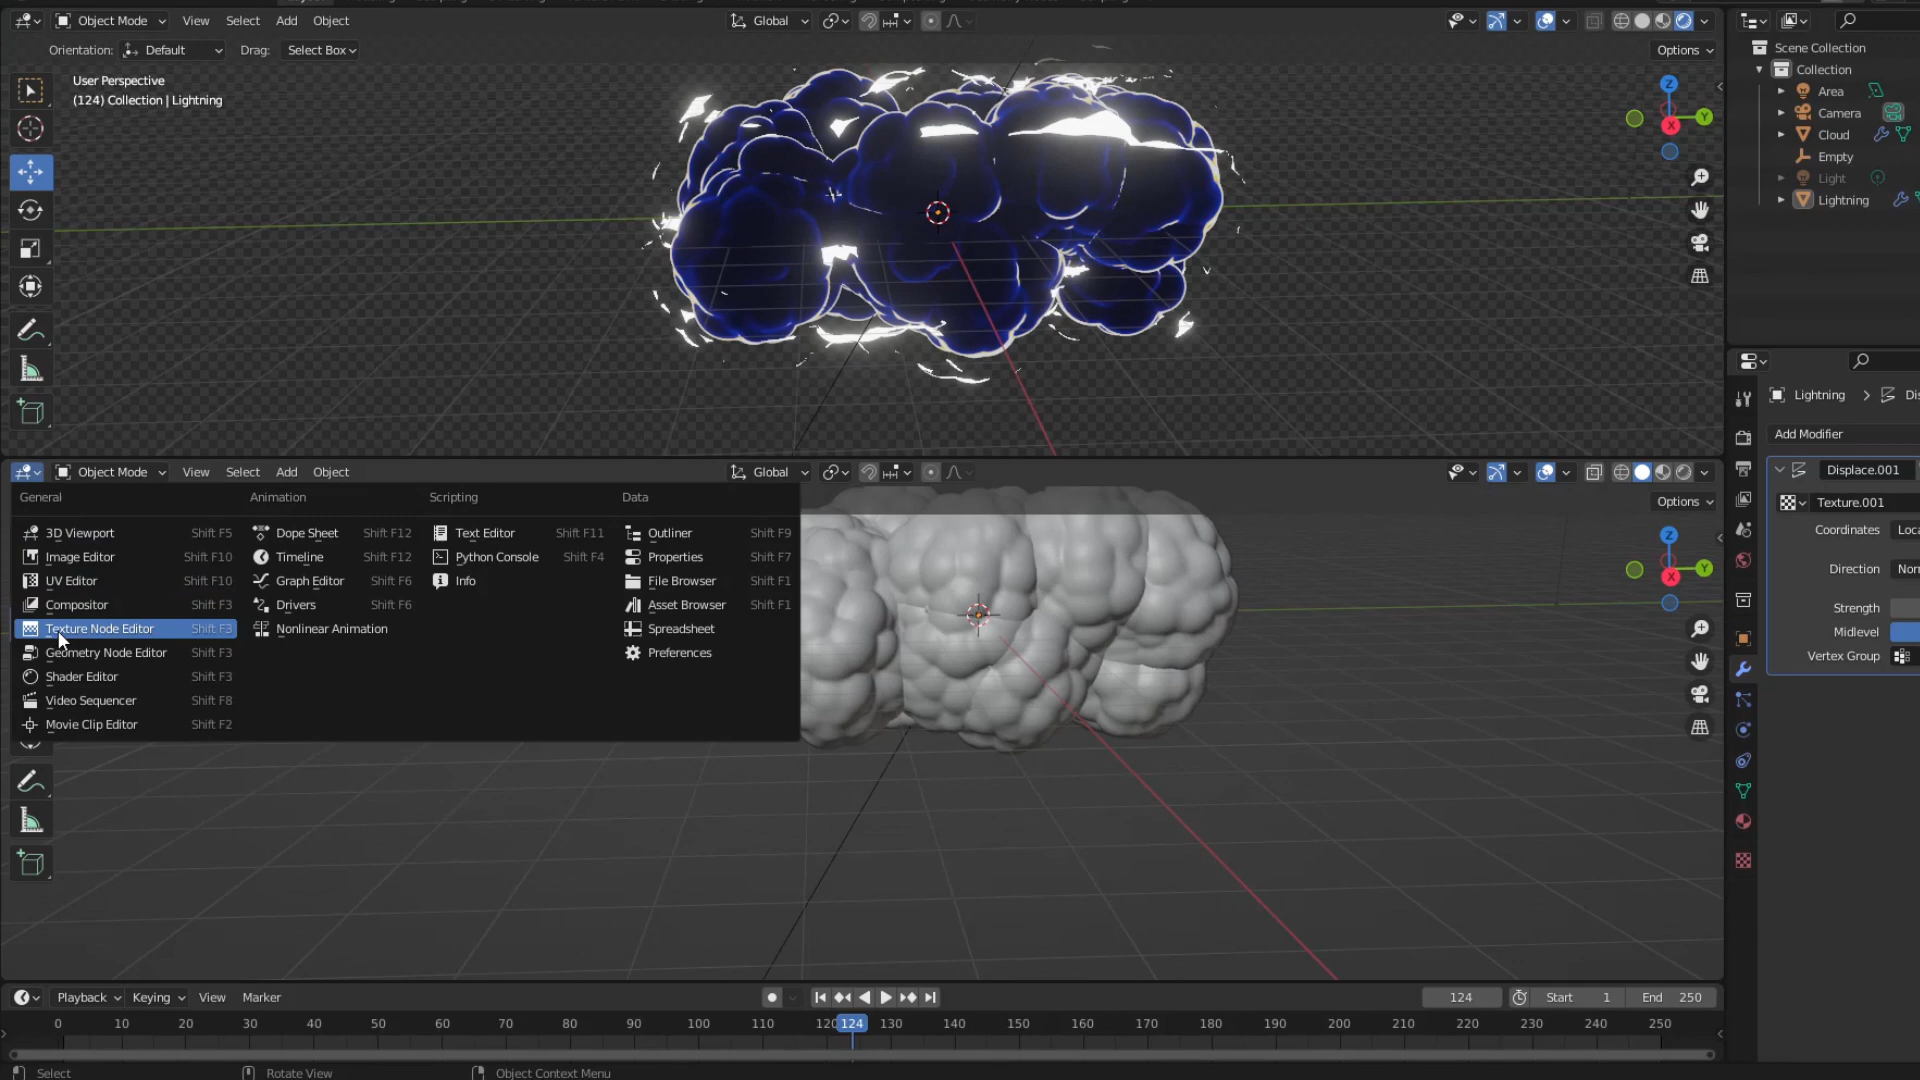 Object Mode View Select Add Object Global
Orientation: Default Drag: Select Box Options
User Perspective
(124) Collection | Lightning
Z
Y
X
Scene Collection
Collection
Area
Camera
Cloud
Empty
Light
Lightning
Lightning > Dis
Add Modifier
Displace.001
Texture.001
Coordinates Loca
Direction Norr
Strength
Midlevel
Vertex Group
Object Mode View Select Add Object Global
Options
Z
Y
X
General Animation Scripting Data
3D Viewport Shift F5 Dope Sheet Shift F12 Text Editor Shift F11 Outliner Shift F9
Image Editor Shift F10 Timeline Shift F12 Python Console Shift F4 Properties Shift F7
UV Editor Shift F10 Graph Editor Shift F6 Info File Browser Shift F1
Compositor Shift F3 Drivers Shift F6 Asset Browser Shift F1
Texture Node Editor Shift F3 Nonlinear Animation Spreadsheet
Geometry Node Editor Shift F3 Preferences
Shader Editor Shift F3
Video Sequencer Shift F8
Movie Clip Editor Shift F2
Playback Keying View Marker 124 Start 1 End 250
0 10 20 30 40 50 60 70 80 90 100 110 120 124 130 140 150 160 170 180 190 200 210 220 230 240 250
Select Rotate View Object Context Menu